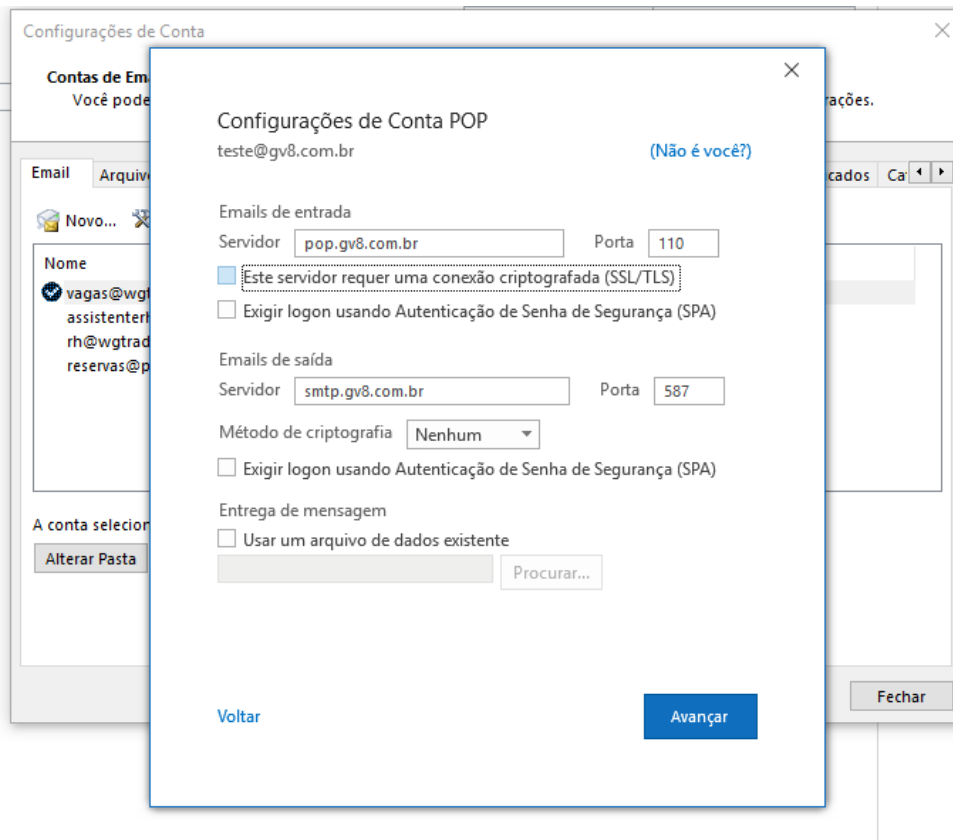 Configurações de Conta
Contas de Em
Você pode
rações.
Email
Arquiv
cados
Ca
Novo...
Nome
vagas@wgt
assistenterh
rh@wgtrad
reservas@p
A conta selecion
Alterar Pasta
Fechar
Configurações de Conta POP
teste@gv8.com.br (Não é você?)
Emails de entrada
Servidor pop.gv8.com.br Porta 110
Este servidor requer uma conexão criptografada (SSL/TLS)
Exigir logon usando Autenticação de Senha de Segurança (SPA)
Emails de saída
Servidor smtp.gv8.com.br Porta 587
Método de criptografia Nenhum
Exigir logon usando Autenticação de Senha de Segurança (SPA)
Entrega de mensagem
Usar um arquivo de dados existente
Procurar...
Voltar Avançar